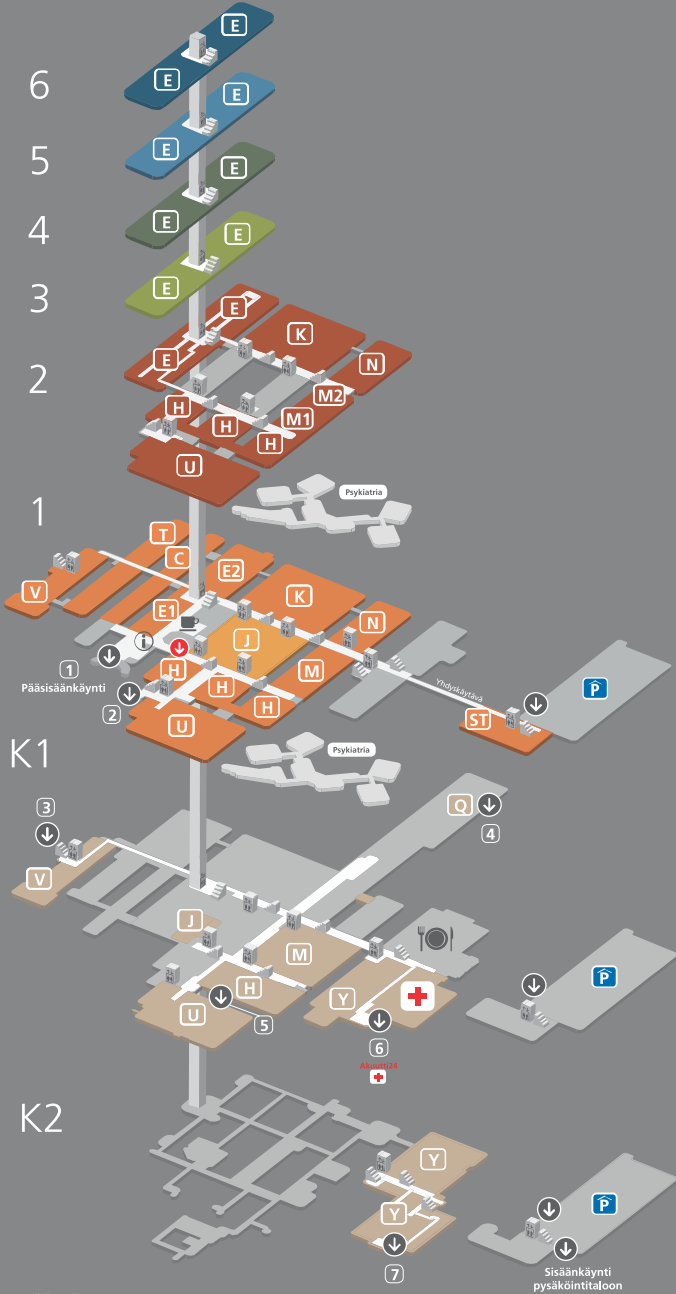 E
6
E
E
5
E
E
4
E
E
3
E
E
K
E
2
N
M2
H
M1
H
H
U
Psykiatria
1
T
C
E2
V
K
E1
N
i
J
H
M
1
Pääsisäänkäynti
H
Yhdyskäytävä
P
2
H
U
ST
K1
Psykiatria
3
Q
4
V
J
M
H
Y
P
U
5
6
Akuutti24
K2
Y
Y
P
7
Sisäänkäynti
pysäköintitaloon